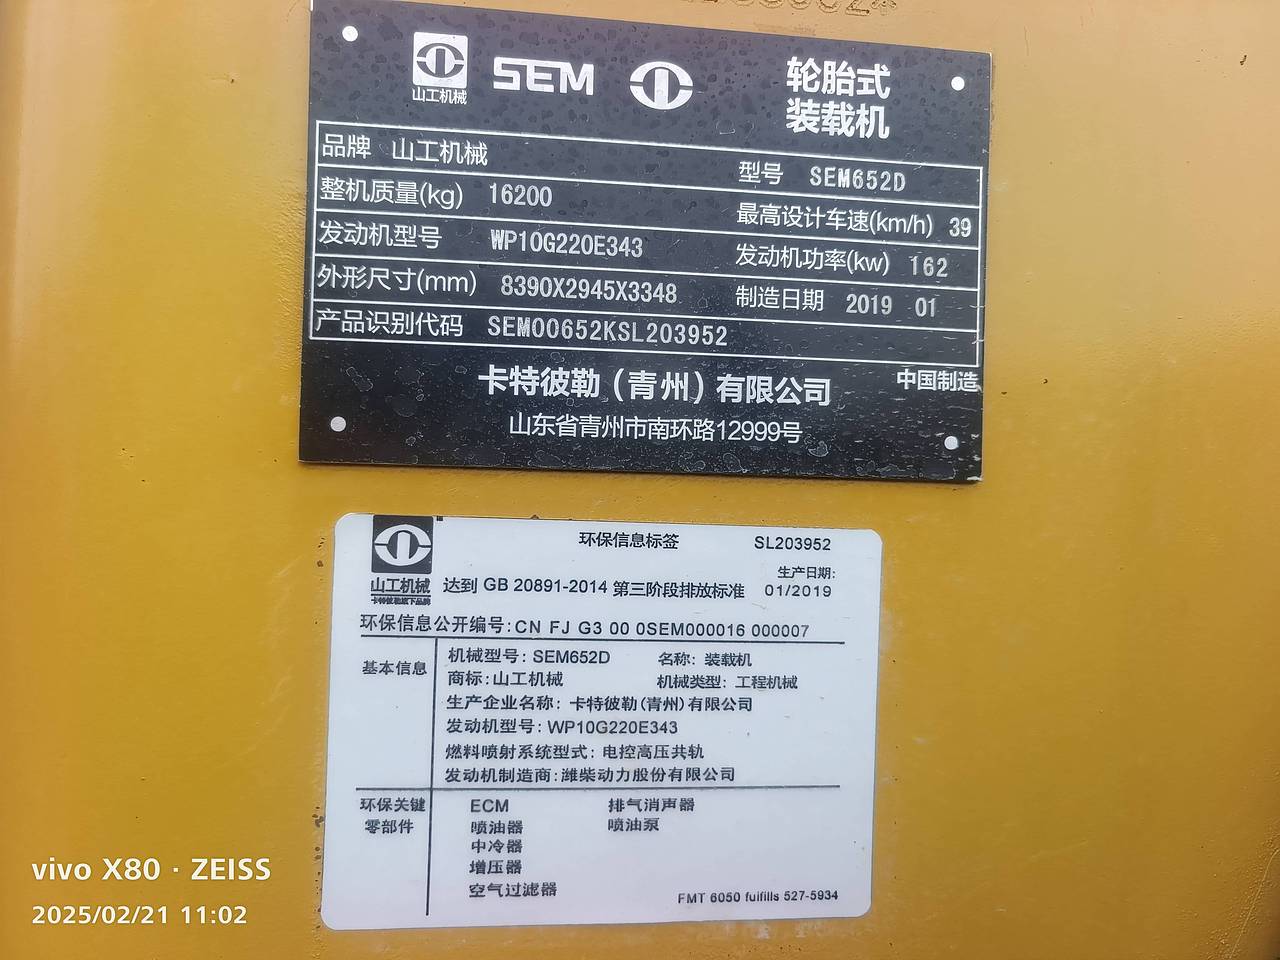 山工机械
SEM
轮胎式
装载机
品牌 山工机械
型号 SEM652D
整机质量(kg) 16200
最高设计车速(km/h) 39
发动机型号 WP10G220E343
发动机功率(kw) 162
外形尺寸(mm) 8390X2945X3348
制造日期 2019 01
产品识别代码 SEM00652KSL203952
中国制造
卡特彼勒(青州)有限公司
山东省青州市南环路12999号
山工机械
卡特彼勒旗下品牌
环保信息标签 SL203952
达到 GB 20891-2014 第三阶段排放标准
生产日期:
01/2019
环保信息公开编号:CN FJ G3 00 0SEM000016 000007
基本信息
机械型号: SEM652D 名称: 装载机
商标:山工机械 机械类型: 工程机械
生产企业名称: 卡特彼勒(青州)有限公司
发动机型号: WP10G220E343
燃料喷射系统型式: 电控高压共轨
发动机制造商:潍柴动力股份有限公司
环保关键
零部件
ECM 排气消声器
喷油器 喷油泵
中冷器
增压器
空气过滤器
FMT 6050 fulfills 527-5934
vivo X80 · ZEISS
2025/02/21 11:02